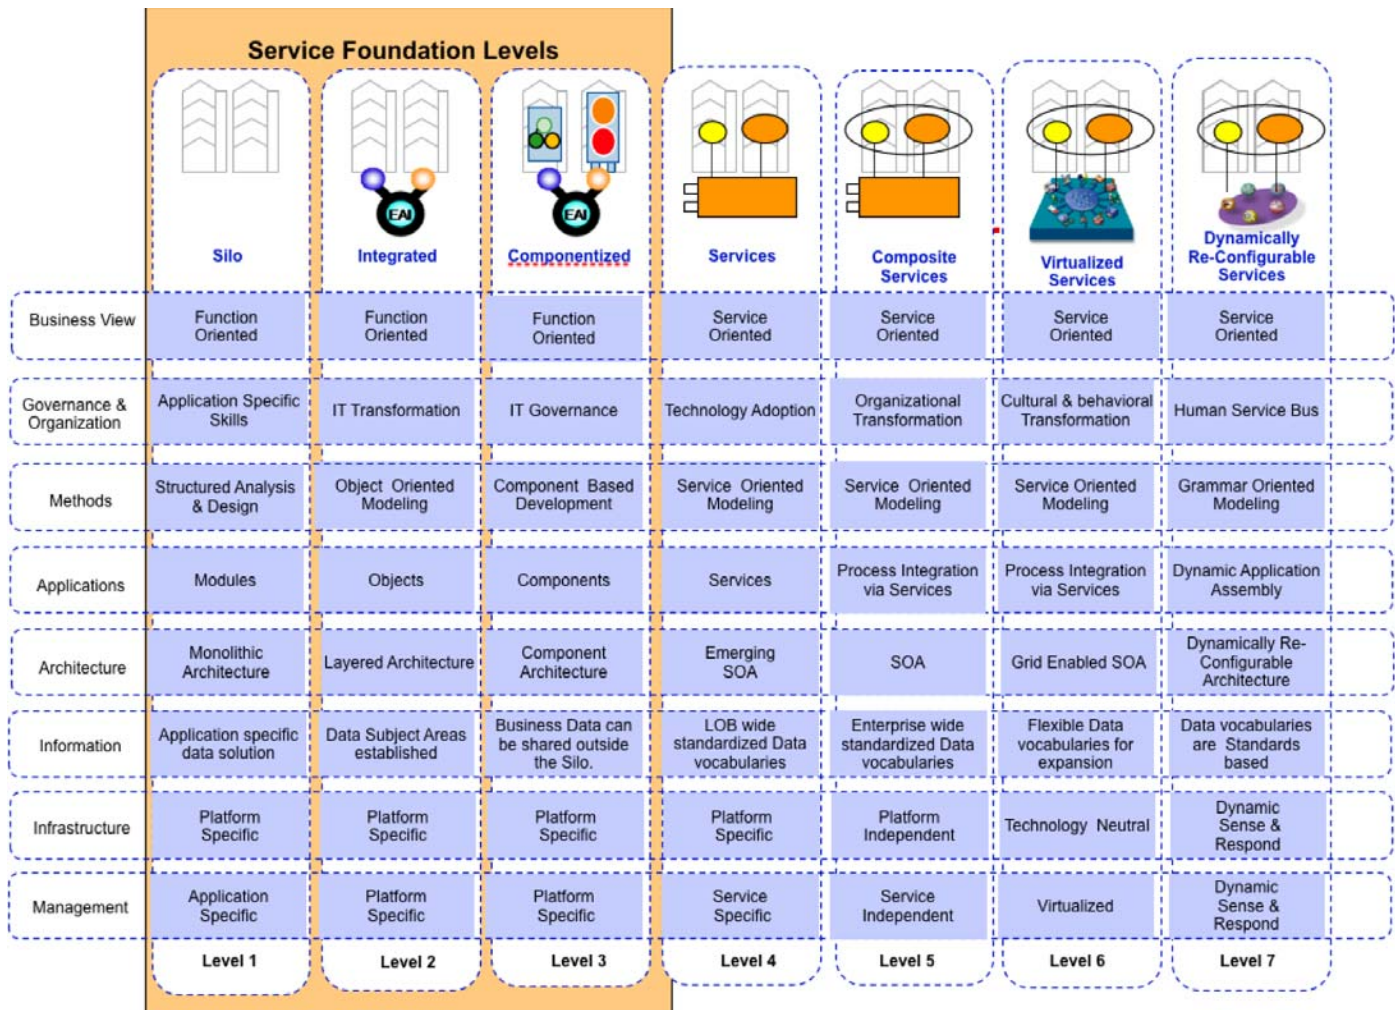 Service Foundation Levels
EAI
EAI
Silo
Integrated
Componentized
Services
Composite
Services
Virtualized
Services
Dynamically
Re-Configurable
Services
Business View
Function
Oriented
Function
Oriented
Function
Oriented
Service
Oriented
Service
Oriented
Service
Oriented
Service
Oriented
Governance &
Organization
Application Specific
Skills
IT Transformation
IT Governance
Technology Adoption
Organizational
Transformation
Cultural & behavioral
Transformation
Human Service Bus
Methods
Structured Analysis
& Design
Object Oriented
Modeling
Component Based
Development
Service Oriented
Modeling
Service Oriented
Modeling
Service Oriented
Modeling
Grammar Oriented
Modeling
Applications
Modules
Objects
Components
Services
Process Integration
via Services
Process Integration
via Services
Dynamic Application
Assembly
Architecture
Monolithic
Architecture
Layered Architecture
Component
Architecture
Emerging
SOA
SOA
Grid Enabled SOA
Dynamically Re-
Configurable
Architecture
Information
Application specific
data solution
Data Subject Areas
established
Business Data can
be shared outside
the Silo.
LOB wide
standardized Data
vocabularies
Enterprise wide
standardized Data
vocabularies
Flexible Data
vocabularies for
expansion
Data vocabularies
are Standards
based
Infrastructure
Platform
Specific
Platform
Specific
Platform
Specific
Platform
Specific
Platform
Independent
Technology Neutral
Dynamic
Sense &
Respond
Management
Application
Specific
Platform
Specific
Platform
Specific
Service
Specific
Service
Independent
Virtualized
Dynamic
Sense &
Respond
Level 1
Level 2
Level 3
Level 4
Level 5
Level 6
Level 7